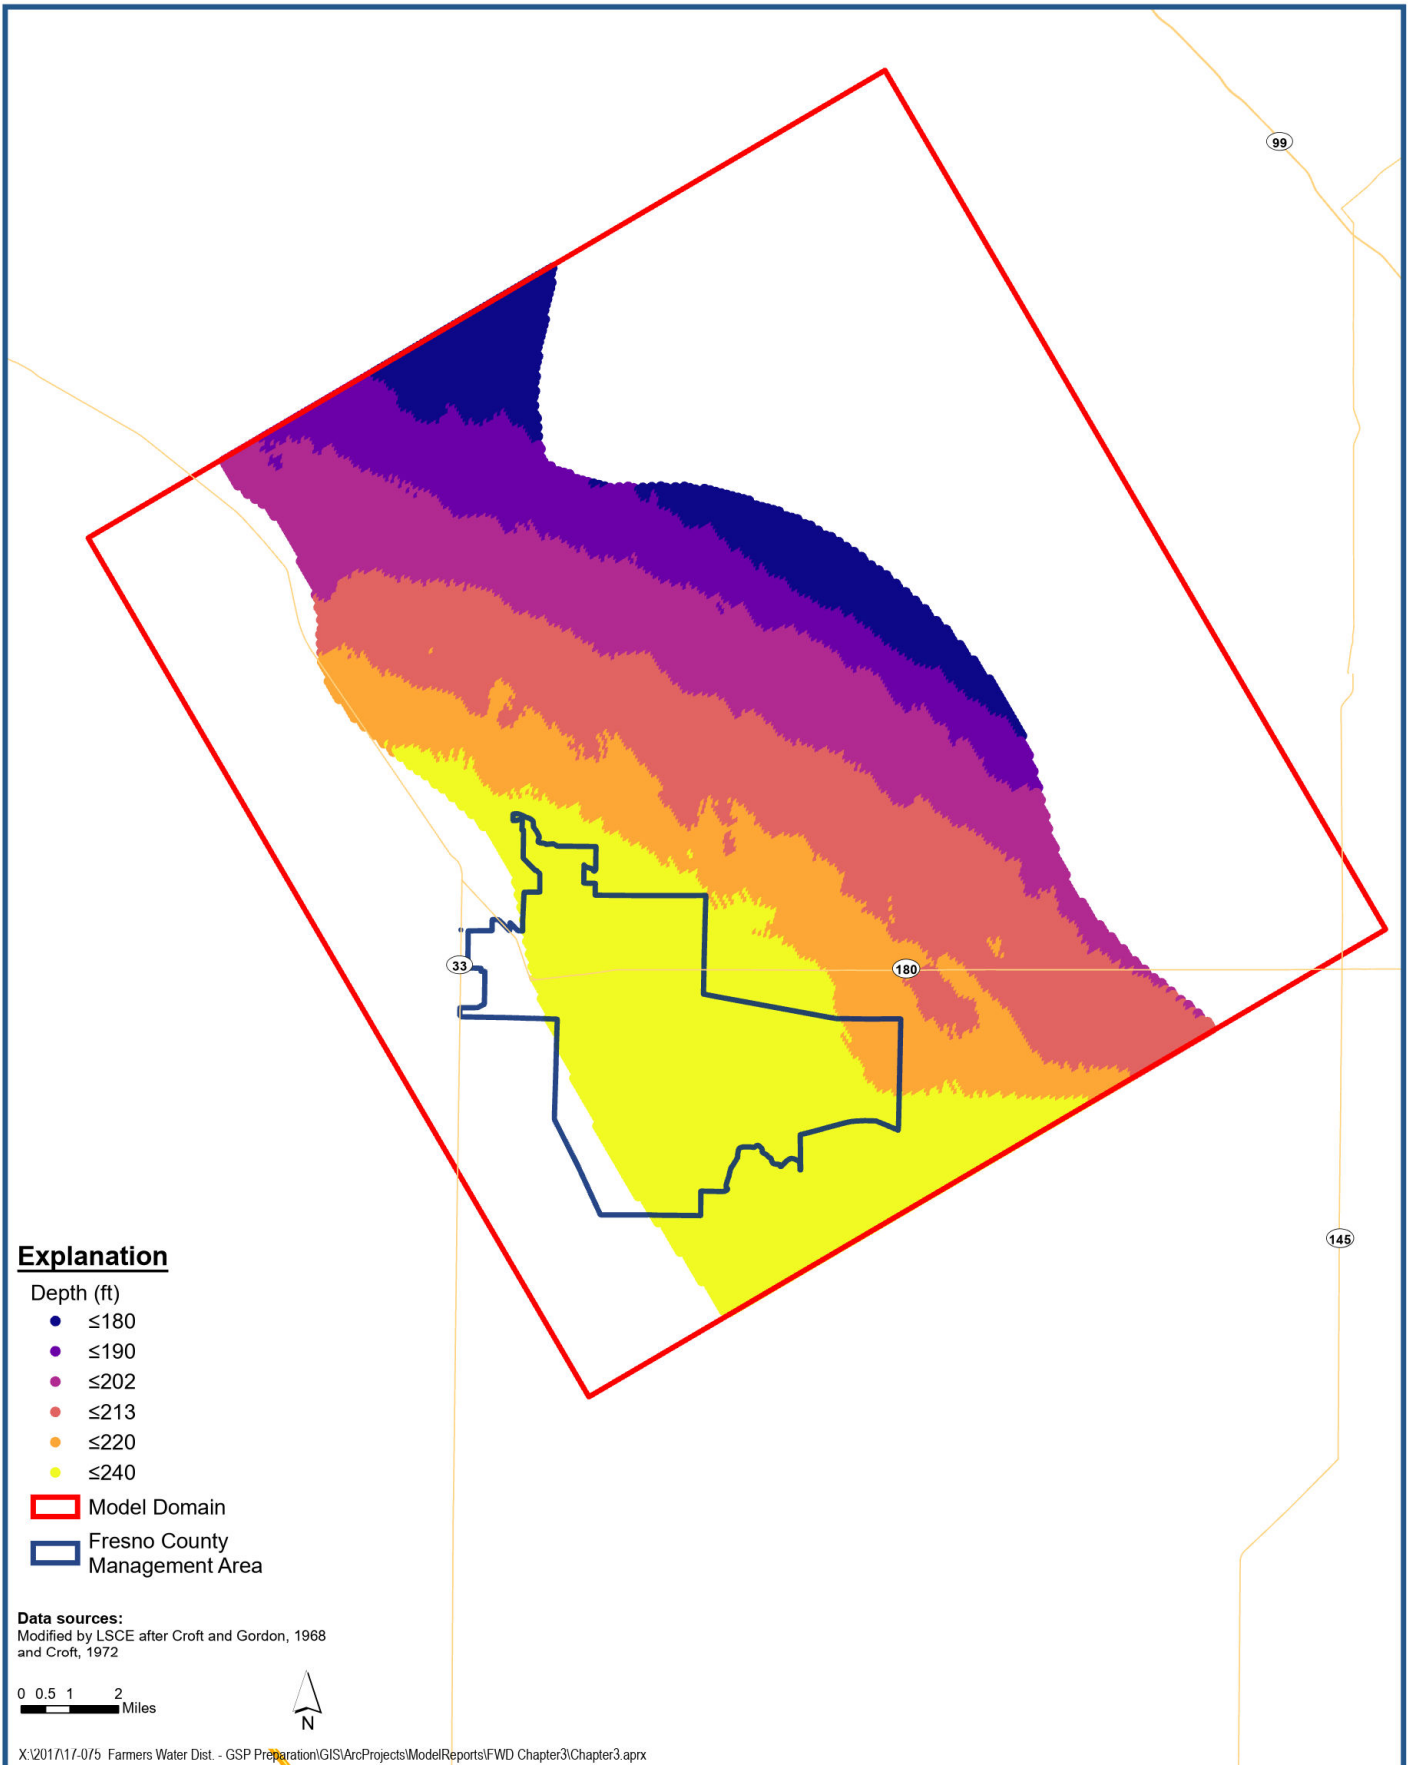 99
33
180
145
Explanation
Depth (ft)
≤180
≤190
≤202
≤213
≤220
≤240
Model Domain
Fresno County
Management Area
Data sources:
Modified by LSCE after Croft and Gordon, 1968
and Croft, 1972
0 0.5 1 2
Miles
N
X:\2017\17-075 Farmers Water Dist. - GSP Preparation\GIS\ArcProjects\ModelReports\FWD Chapter3\Chapter3.aprx